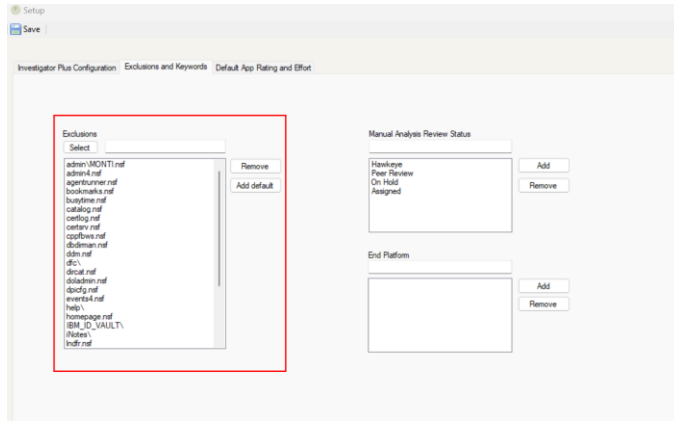 Setup
Save
Investigator Plus Configuration Exclusions and Keywords Default App Rating and Effort
Exclusions
Select
admin\MONTI.nsf
admin4.nsf
agentrunner.nsf
bookmarks.nsf
busytime.nsf
catalog.nsf
certlog.nsf
certsrv.nsf
cppfbws.nsf
dbdirman.nsf
ddm.nsf
dfc\
dircat.nsf
doladmin.nsf
dpicfg.nsf
events4.nsf
help\
homepage.nsf
IBM_ID_VAULT\
iNotes\
lndfr.nsf
Remove
Add default
Manual Analysis Review Status
Hawkeye
Peer Review
On Hold
Assigned
Add
Remove
End Platform
Add
Remove